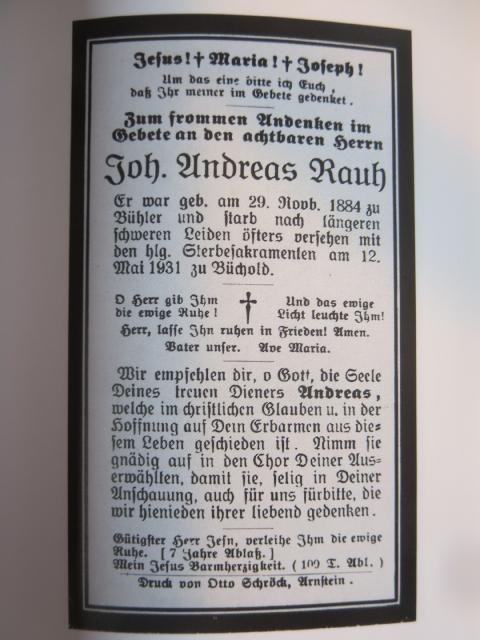 Jesus! † Maria! † Joseph!
Um das eine bitte ich Euch,
daß Ihr meiner im Gebete gedenket.
Zum frommen Andenken im
Gebete an den achtbaren Herrn
Joh. Andreas Rauh
Er war geb. am 29. Novb. 1884 zu
Bühler und starb nach längeren
schweren Leiden öfters versehen mit
den hlg. Sterbesakramenten am 12.
Mai 1931 zu Büchold.
O Herr gib Ihm
die ewige Ruhe!
†
Und das ewige
Licht leuchte Ihm!
Herr, lasse Ihn ruhen in Frieden! Amen.
Vater unser. Ave Maria.
Wir empfehlen dir, o Gott, die Seele
Deines treuen Dieners Andreas,
welche im christlichen Glauben u. in der
Hoffnung auf Dein Erbarmen aus die=
sem Leben geschieden ist. Nimm sie
gnädig auf in den Chor Deiner Aus=
erwählten, damit sie, selig in Deiner
Anschauung, auch für uns fürbitte, die
wir hienieden ihrer liebend gedenken.
Gütigster Herr Jesu, verleihe Ihm die ewige
Ruhe. [7 Jahre Ablaß.]
Mein Jesus Barmherzigkeit. (100 T. Abl.)
Druck von Otto Schröck, Arnstein.